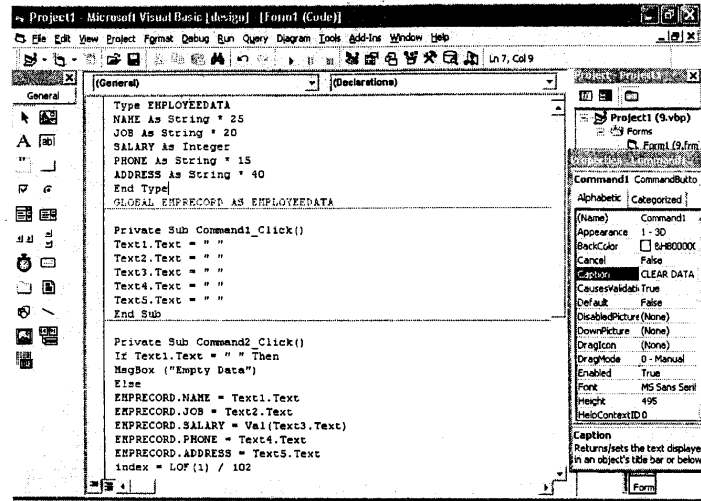 Project1 - Microsoft Visual Basic [design] - [Form1 (Code)]
File Edit View Project Format Debug Run Query Diagram Tools Add-Ins Window Help
Ln 7, Col 9
General
(General)
(Declarations)
Type EMPLOYEEDATA
NAME As String * 25
JOB As String * 20
SALARY As Integer
PHONE As String * 15
ADDRESS As String * 40
End Type
GLOBAL EMPRECORD AS EMPLOYEEDATA
Private Sub Command1_Click()
Text1.Text = " "
Text2.Text = " "
Text3.Text = " "
Text4.Text = " "
Text5.Text = " "
End Sub
Private Sub Command2_Click()
If Text1.Text = " " Then
MsgBox ("Empty Data")
Else
EMPRECORD.NAME = Text1.Text
EMPRECORD.JOB = Text2.Text
EMPRECORD.SALARY = Val(Text3.Text)
EMPRECORD.PHONE = Text4.Text
EMPRECORD.ADDRESS = Text5.Text
index = LOF(1) / 102
Project1 (9.vbp)
Forms
Form1 (9.frm
Command1 CommandButto
Alphabetic Categorized
(Name) Command1
Appearance 1 - 3D
BackColor &H80000(
Cancel False
Caption CLEAR DATA
CausesValidati True
Default False
DisabledPicture (None)
DownPicture (None)
DragIcon (None)
DragMode 0 - Manual
Enabled True
Font MS Sans Serif
Height 495
HelpContextID 0
Caption
Returns/sets the text displaye
in an object's title bar or below
Form